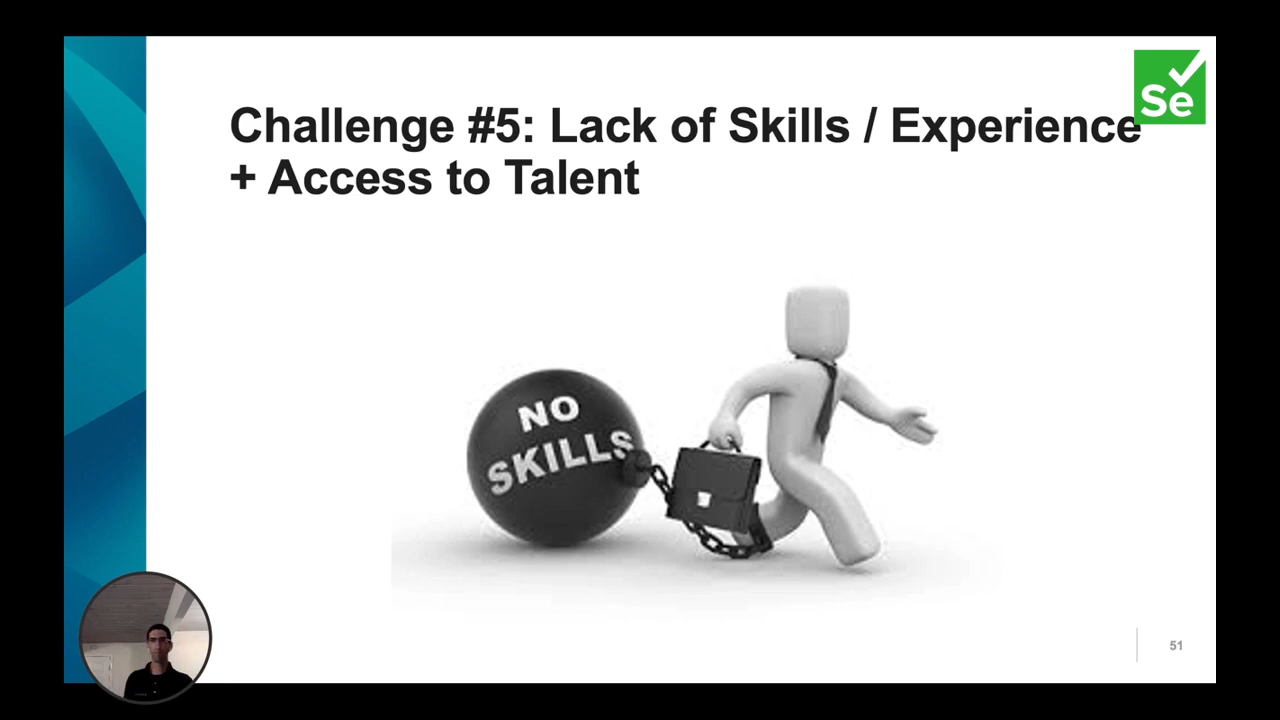 Se
Challenge #5: Lack of Skills / Experience
+ Access to Talent
NO
SKILLS
51